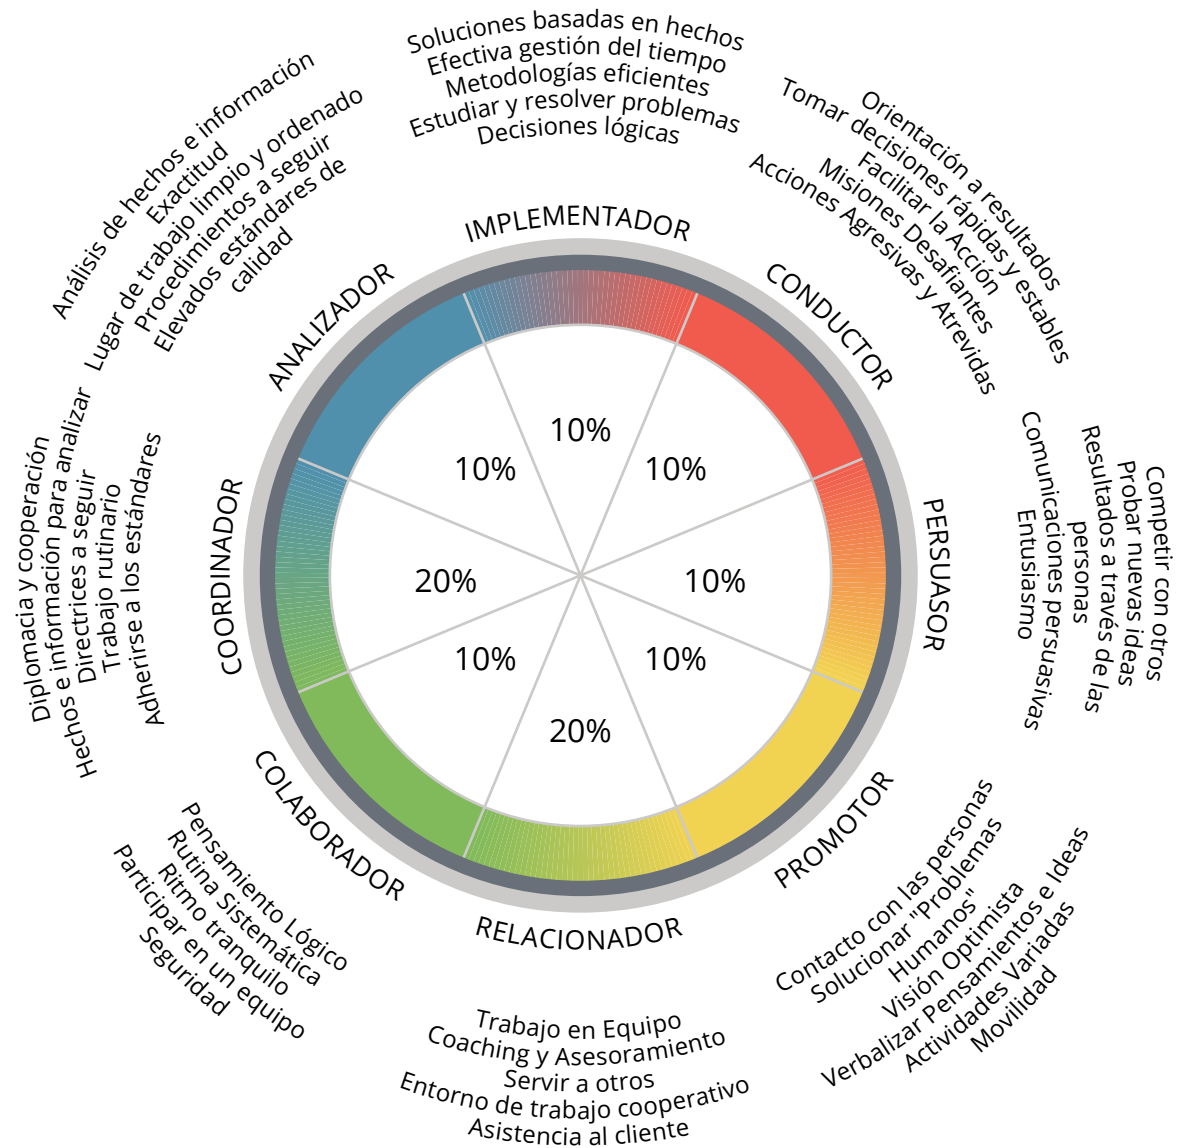 Soluciones basadas en hechos
Efectiva gestión del tiempo
Metodologías eficientes
Estudiar y resolver problemas
Decisiones lógicas
IMPLEMENTADOR
10%
Orientación a resultados
Tomar decisiones rápidas y estables
Facilitar la Acción
Misiones Desafiantes
Acciones Agresivas y Atrevidas
CONDUCTOR
10%
Competir con otros
Probar nuevas ideas
Resultados a través de las
personas
Comunicaciones persuasivas
Entusiasmo
PERSUASOR
10%
PROMOTOR
10%
Contacto con las personas
Solucionar "Problemas
Humanos"
Visión Optimista
Verbalizar Pensamientos e Ideas
Actividades Variadas
Movilidad
RELACIONADOR
20%
Trabajo en Equipo
Coaching y Asesoramiento
Servir a otros
Entorno de trabajo cooperativo
Asistencia al cliente
COLABORADOR
10%
Pensamiento Lógico
Rutina Sistemática
Ritmo tranquilo
Participar en un equipo
Seguridad
COORDINADOR
20%
Diplomacia y cooperación
Hechos e información para analizar
Directrices a seguir
Trabajo rutinario
Adherirse a los estándares
ANALIZADOR
10%
Análisis de hechos e información
Exactitud
Lugar de trabajo limpio y ordenado
Procedimientos a seguir
Elevados estándares de
calidad